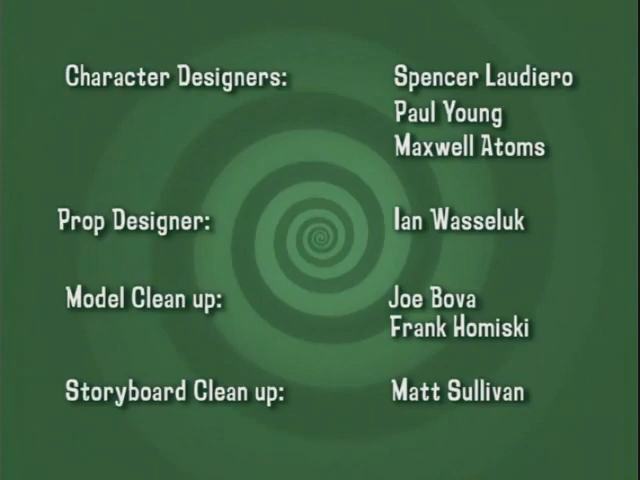 Character Designers: Spencer Laudiero
Paul Young
Maxwell Atoms
Prop Designer: Ian Wasseluk
Model Clean up: Joe Bova
Frank Homiski
Storyboard Clean up: Matt Sullivan